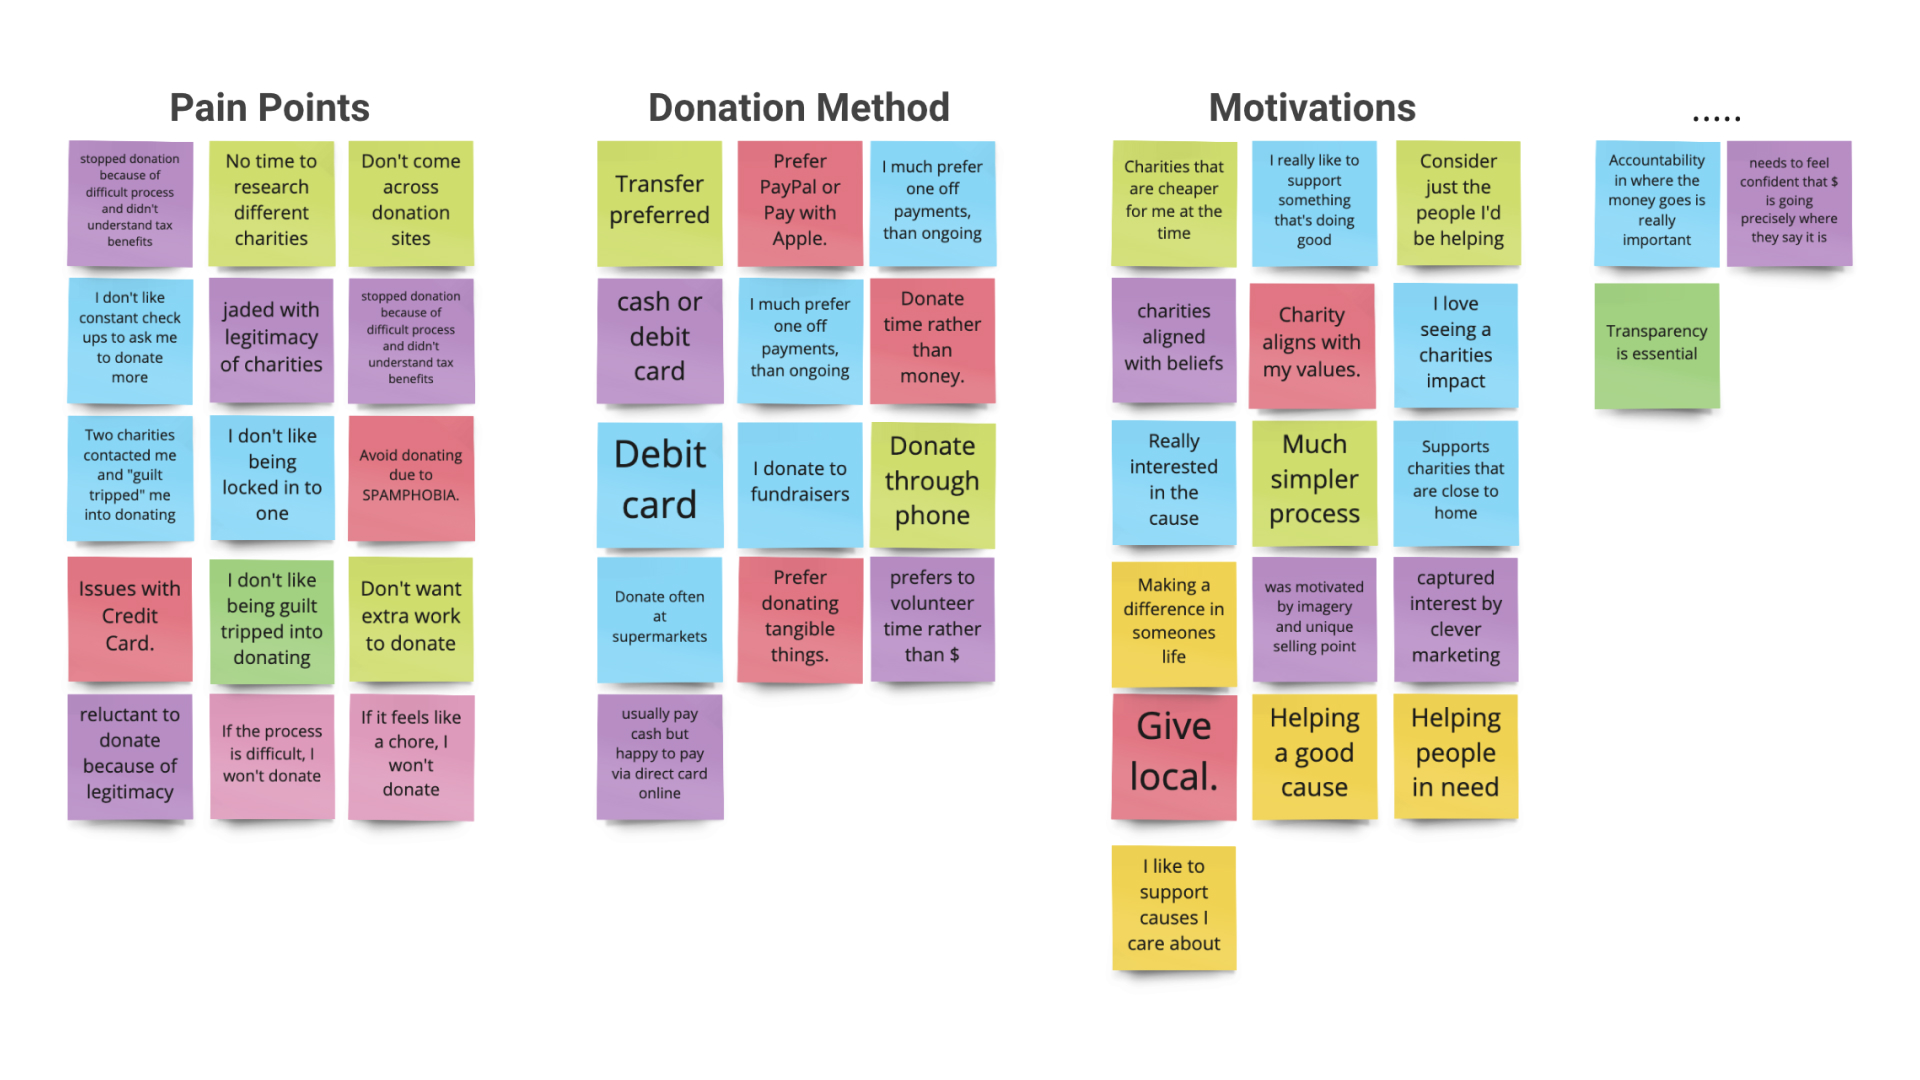 Pain Points
stopped donation
because of
difficult process
and didn't
understand tax
benefits
No time to
research
different
charities
Don't come
across
donation
sites
I don't like
constant check
ups to ask me
to donate
more
jaded with
legitimacy
of charities
stopped donation
because of
difficult process
and didn't
understand tax
benefits
Two charities
contacted me
and "guilt
tripped" me
into donating
I don't like
being
locked in to
one
Avoid donating
due to
SPAMPHOBIA.
Issues with
Credit
Card.
I don't like
being guilt
tripped into
donating
Don't want
extra work
to donate
reluctant to
donate
because of
legitimacy
If the process
is difficult, I
won't donate
If it feels like
a chore, I
won't
donate
Donation Method
Transfer
preferred
Prefer
PayPal or
Pay with
Apple.
I much prefer
one off
payments,
than ongoing
cash or
debit
card
I much prefer
one off
payments,
than ongoing
Donate
time rather
than
money.
Debit
card
I donate to
fundraisers
Donate
through
phone
Donate often
at
supermarkets
Prefer
donating
tangible
things.
prefers to
volunteer
time rather
than $
usually pay
cash but
happy to pay
via direct card
online
Motivations
Charities that
are cheaper
for me at the
time
I really like to
support
something
that's doing
good
Consider
just the
people I'd
be helping
charities
aligned
with beliefs
Charity
aligns with
my values.
I love
seeing a
charities
impact
Really
interested
in the
cause
Much
simpler
process
Supports
charities that
are close to
home
Making a
difference in
someones
life
was motivated
by imagery
and unique
selling point
captured
interest by
clever
marketing
Give
local.
Helping
a good
cause
Helping
people
in need
I like to
support
causes I
care about
.....
Accountability
in where the
money goes is
really
important
needs to feel
confident that $
is going
precisely where
they say it is
Transparency
is essential